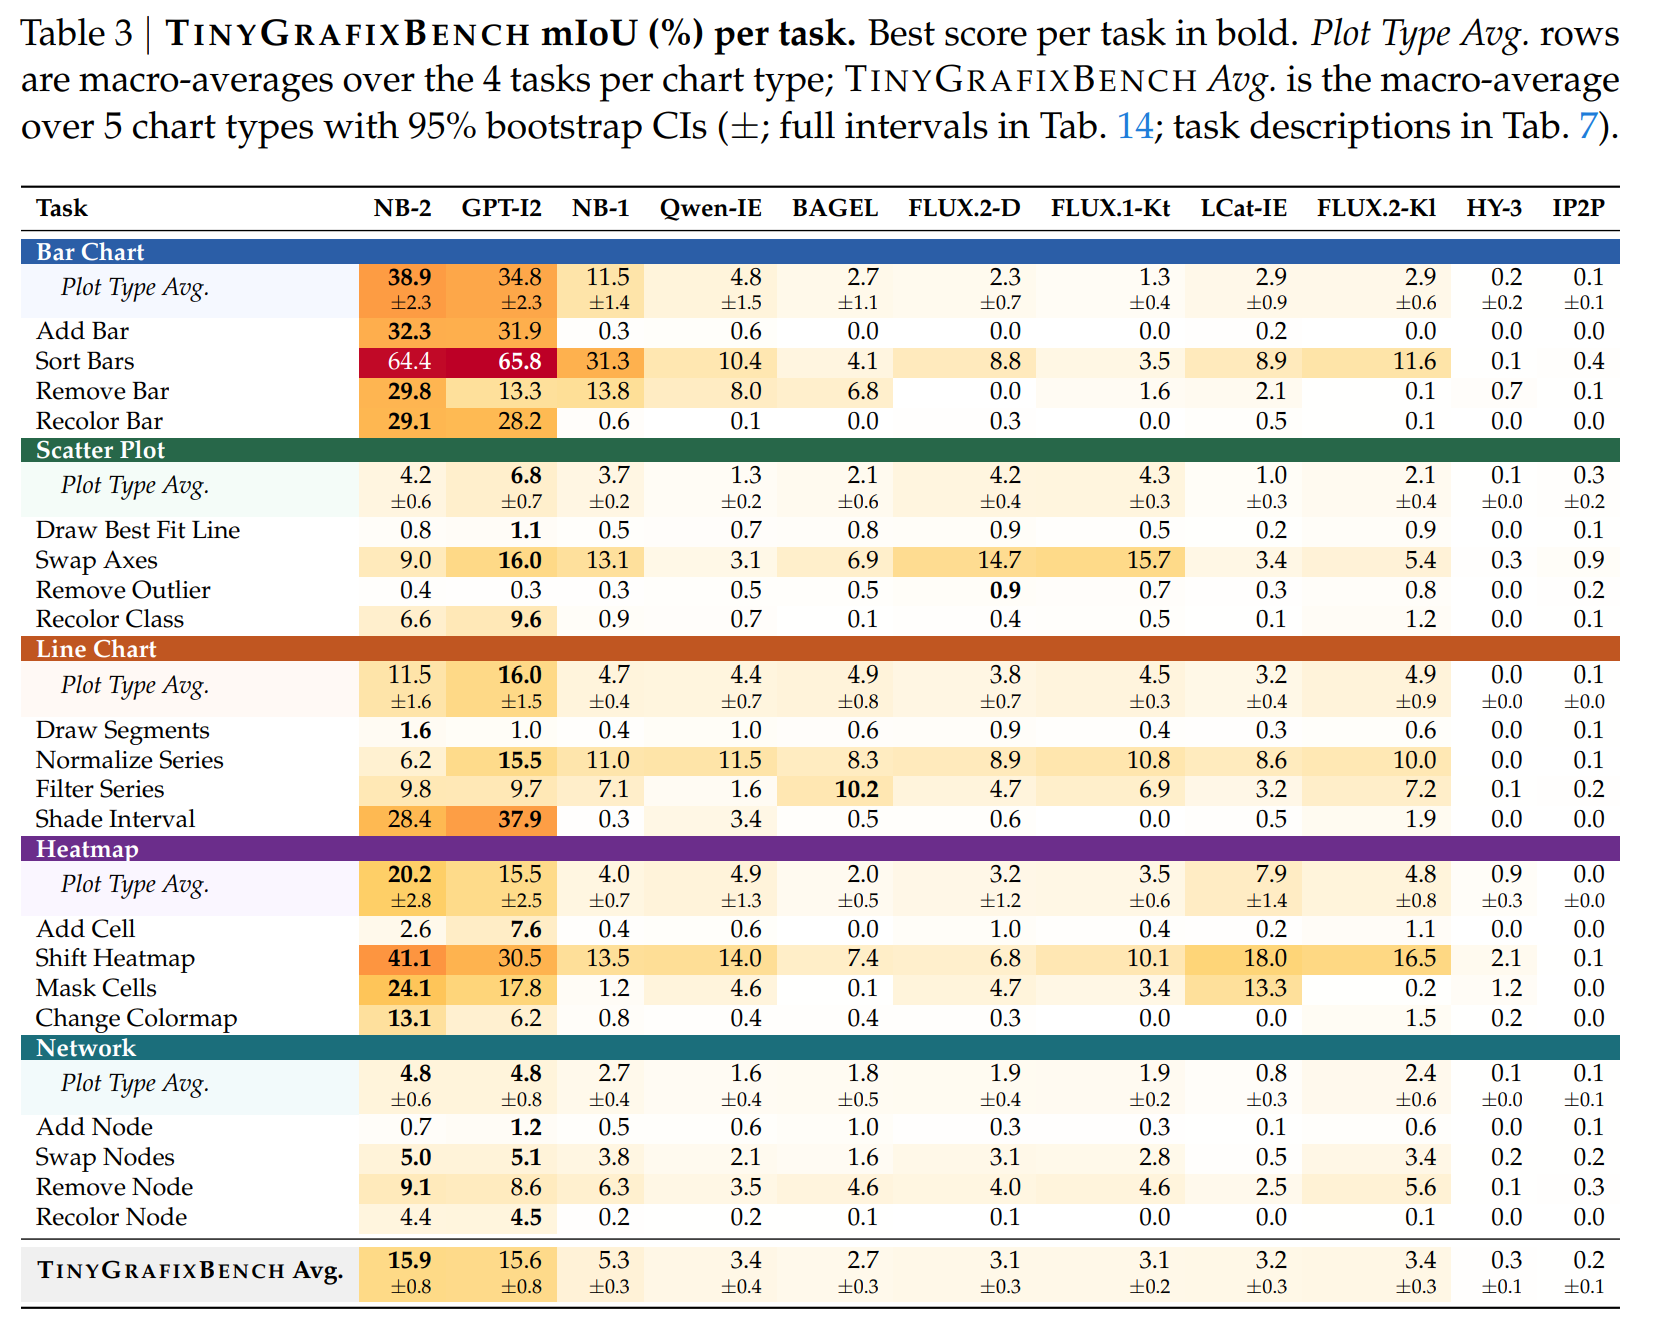 Table 3 | TINYGRAFIXBENCH mIoU (%) per task. Best score per task in bold. Plot Type Avg. rows
are macro-averages over the 4 tasks per chart type; TINYGRAFIXBENCH Avg. is the macro-average
over 5 chart types with 95% bootstrap CIs (±; full intervals in Tab. 14; task descriptions in Tab. 7).
Task NB-2 GPT-I2 NB-1 Qwen-IE BAGEL FLUX.2-D FLUX.1-Kt LCat-IE FLUX.2-Kl HY-3 IP2P
Bar Chart
Plot Type Avg. 38.9 34.8 11.5 4.8 2.7 2.3 1.3 2.9 2.9 0.2 0.1
±2.3 ±2.3 ±1.4 ±1.5 ±1.1 ±0.7 ±0.4 ±0.9 ±0.6 ±0.2 ±0.1
Add Bar 32.3 31.9 0.3 0.6 0.0 0.0 0.0 0.2 0.0 0.0 0.0
Sort Bars 64.4 65.8 31.3 10.4 4.1 8.8 3.5 8.9 11.6 0.1 0.4
Remove Bar 29.8 13.3 13.8 8.0 6.8 0.0 1.6 2.1 0.1 0.7 0.1
Recolor Bar 29.1 28.2 0.6 0.1 0.0 0.3 0.0 0.5 0.1 0.0 0.0
Scatter Plot
Plot Type Avg. 4.2 6.8 3.7 1.3 2.1 4.2 4.3 1.0 2.1 0.1 0.3
±0.6 ±0.7 ±0.2 ±0.2 ±0.6 ±0.4 ±0.3 ±0.3 ±0.4 ±0.0 ±0.2
Draw Best Fit Line 0.8 1.1 0.5 0.7 0.8 0.9 0.5 0.2 0.9 0.0 0.1
Swap Axes 9.0 16.0 13.1 3.1 6.9 14.7 15.7 3.4 5.4 0.3 0.9
Remove Outlier 0.4 0.3 0.3 0.5 0.5 0.9 0.7 0.3 0.8 0.0 0.2
Recolor Class 6.6 9.6 0.9 0.7 0.1 0.4 0.5 0.1 1.2 0.0 0.1
Line Chart
Plot Type Avg. 11.5 16.0 4.7 4.4 4.9 3.8 4.5 3.2 4.9 0.0 0.1
±1.6 ±1.5 ±0.4 ±0.7 ±0.8 ±0.7 ±0.3 ±0.4 ±0.9 ±0.0 ±0.0
Draw Segments 1.6 1.0 0.4 1.0 0.6 0.9 0.4 0.3 0.6 0.0 0.1
Normalize Series 6.2 15.5 11.0 11.5 8.3 8.9 10.8 8.6 10.0 0.0 0.1
Filter Series 9.8 9.7 7.1 1.6 10.2 4.7 6.9 3.2 7.2 0.1 0.2
Shade Interval 28.4 37.9 0.3 3.4 0.5 0.6 0.0 0.5 1.9 0.0 0.0
Heatmap
Plot Type Avg. 20.2 15.5 4.0 4.9 2.0 3.2 3.5 7.9 4.8 0.9 0.0
±2.8 ±2.5 ±0.7 ±1.3 ±0.5 ±1.2 ±0.6 ±1.4 ±0.8 ±0.3 ±0.0
Add Cell 2.6 7.6 0.4 0.6 0.0 1.0 0.4 0.2 1.1 0.0 0.0
Shift Heatmap 41.1 30.5 13.5 14.0 7.4 6.8 10.1 18.0 16.5 2.1 0.1
Mask Cells 24.1 17.8 1.2 4.6 0.1 4.7 3.4 13.3 0.2 1.2 0.0
Change Colormap 13.1 6.2 0.8 0.4 0.4 0.3 0.0 0.0 1.5 0.2 0.0
Network
Plot Type Avg. 4.8 4.8 2.7 1.6 1.8 1.9 1.9 0.8 2.4 0.1 0.1
±0.6 ±0.8 ±0.4 ±0.4 ±0.5 ±0.4 ±0.2 ±0.3 ±0.6 ±0.0 ±0.1
Add Node 0.7 1.2 0.5 0.6 1.0 0.3 0.3 0.1 0.6 0.0 0.1
Swap Nodes 5.0 5.1 3.8 2.1 1.6 3.1 2.8 0.5 3.4 0.2 0.2
Remove Node 9.1 8.6 6.3 3.5 4.6 4.0 4.6 2.5 5.6 0.1 0.3
Recolor Node 4.4 4.5 0.2 0.2 0.1 0.1 0.0 0.0 0.1 0.0 0.0
TINYGRAFIXBENCH Avg. 15.9 15.6 5.3 3.4 2.7 3.1 3.1 3.2 3.4 0.3 0.2
±0.8 ±0.8 ±0.3 ±0.4 ±0.3 ±0.3 ±0.2 ±0.3 ±0.3 ±0.1 ±0.1